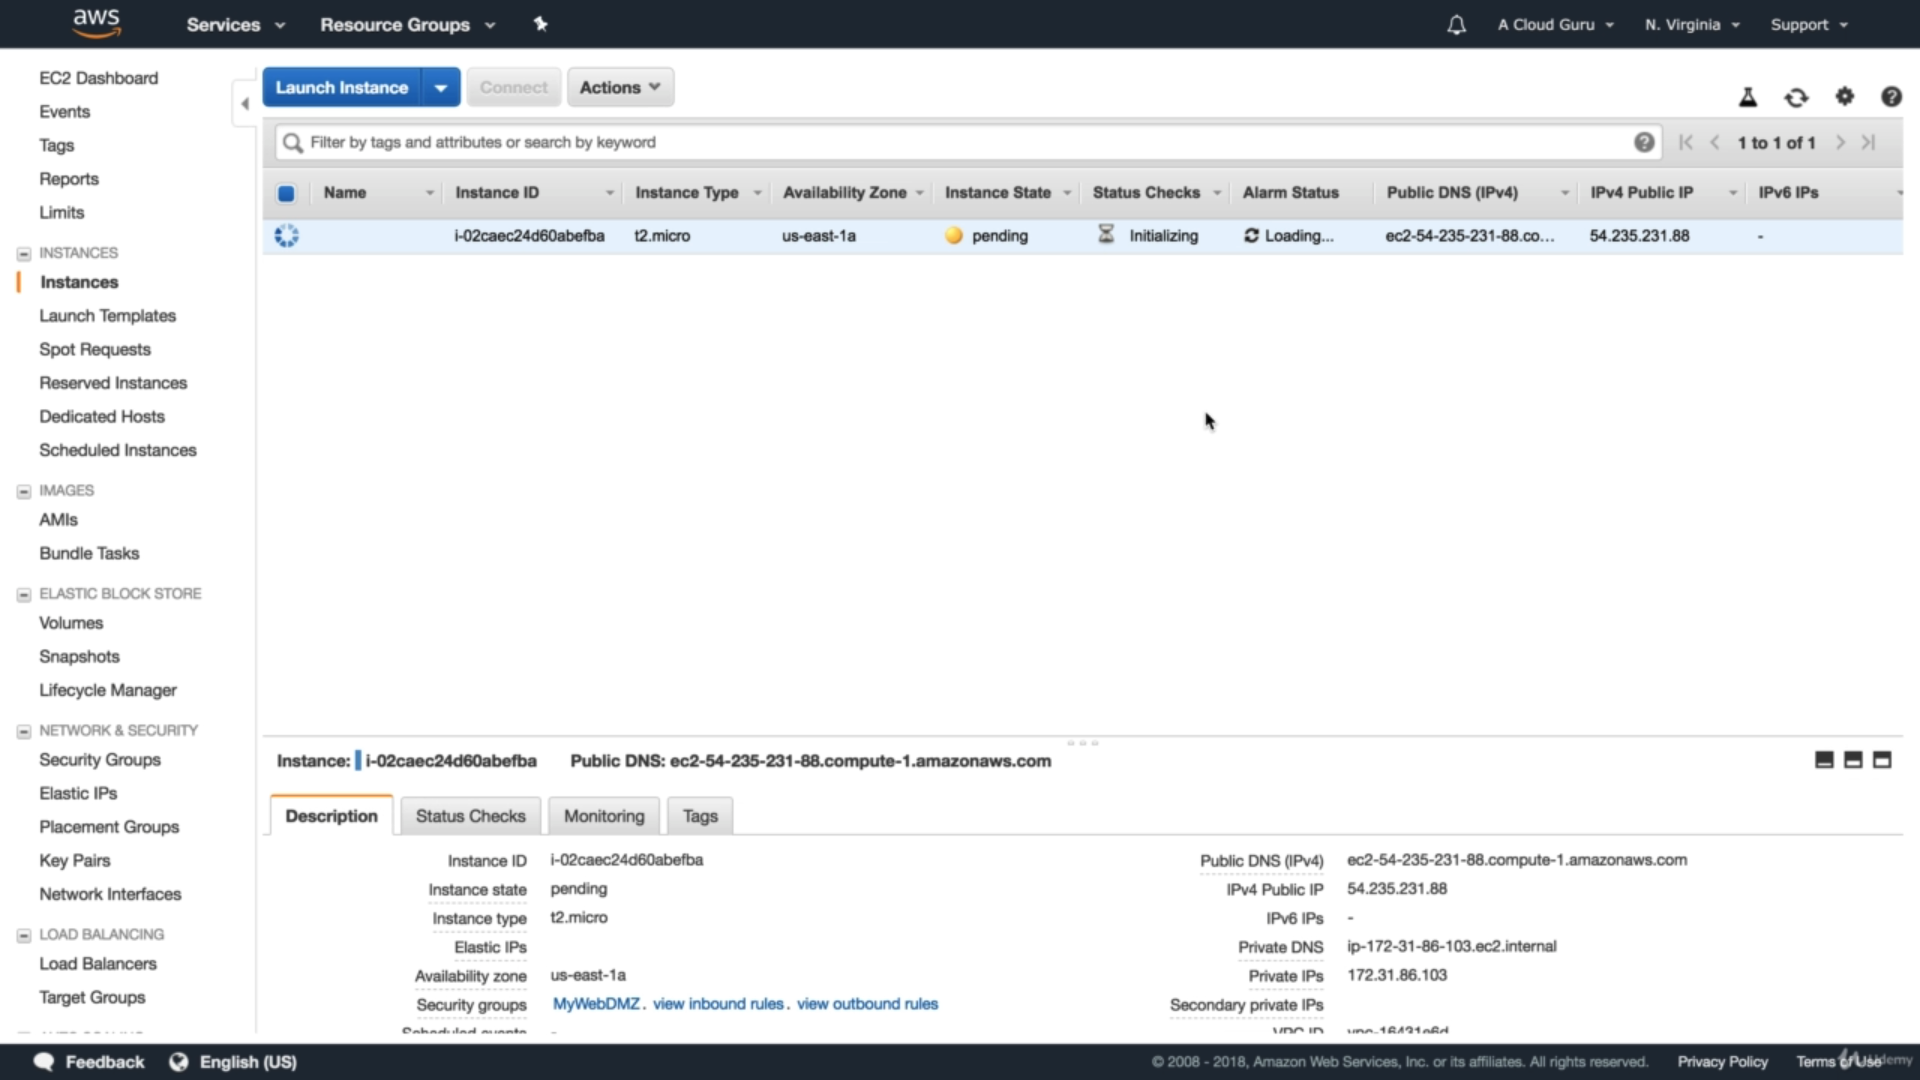 aws Services Resource Groups A Cloud Guru N. Virginia Support
EC2 Dashboard
Events
Tags
Reports
Limits
INSTANCES
Instances
Launch Templates
Spot Requests
Reserved Instances
Dedicated Hosts
Scheduled Instances
IMAGES
AMIs
Bundle Tasks
ELASTIC BLOCK STORE
Volumes
Snapshots
Lifecycle Manager
NETWORK & SECURITY
Security Groups
Elastic IPs
Placement Groups
Key Pairs
Network Interfaces
LOAD BALANCING
Load Balancers
Target Groups
Launch Instance Connect Actions
Filter by tags and attributes or search by keyword 1 to 1 of 1
Name Instance ID Instance Type Availability Zone Instance State Status Checks Alarm Status Public DNS (IPv4) IPv4 Public IP IPv6 IPs
i-02caec24d60abefba t2.micro us-east-1a pending Initializing Loading... ec2-54-235-231-88.co... 54.235.231.88 -
Instance: i-02caec24d60abefba Public DNS: ec2-54-235-231-88.compute-1.amazonaws.com
Description Status Checks Monitoring Tags
Instance ID i-02caec24d60abefba Public DNS (IPv4) ec2-54-235-231-88.compute-1.amazonaws.com
Instance state pending IPv4 Public IP 54.235.231.88
Instance type t2.micro IPv6 IPs -
Elastic IPs Private DNS ip-172-31-86-103.ec2.internal
Availability zone us-east-1a Private IPs 172.31.86.103
Security groups MyWebDMZ. view inbound rules. view outbound rules Secondary private IPs
Scheduled events - VPC ID vpc-16431e6d
Feedback English (US) © 2008 - 2018, Amazon Web Services, Inc. or its affiliates. All rights reserved. Privacy Policy Terms of Use